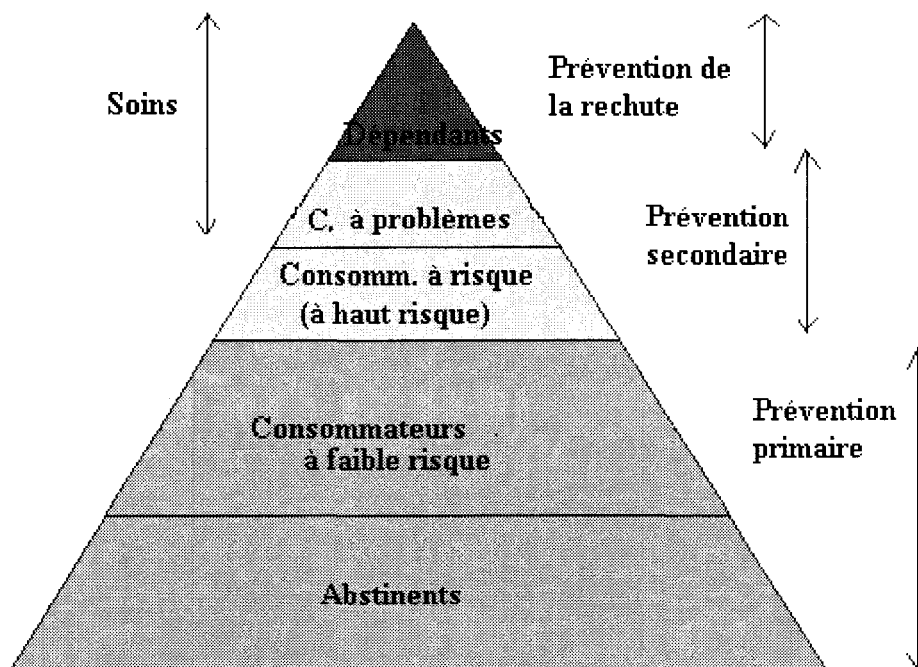 Soins
Prévention de
la rechute
Dépendants
C. à problèmes
Prévention
secondaire
Consomm. à risque
(à haut risque)
Consommateurs
à faible risque
Prévention
primaire
Abstinents